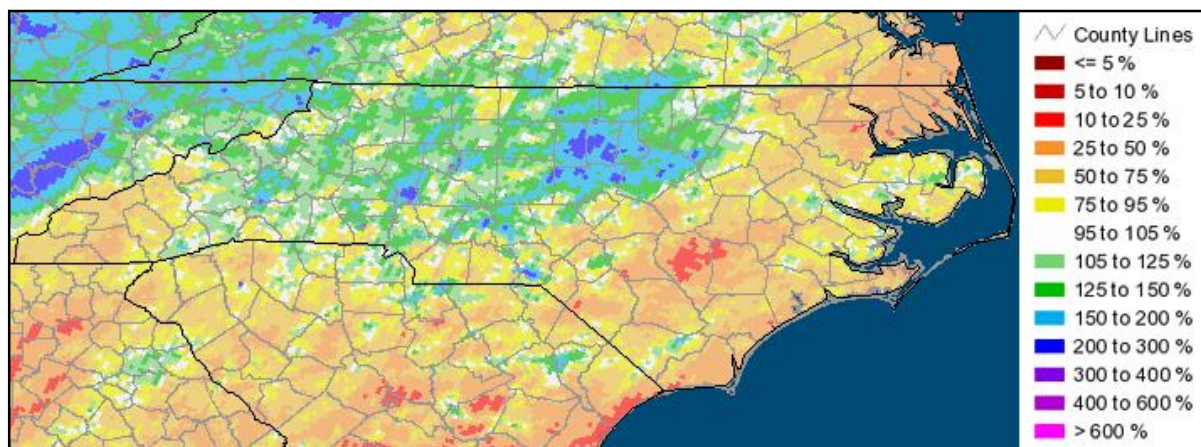 County Lines
<= 5 %
5 to 10 %
10 to 25 %
25 to 50 %
50 to 75 %
75 to 95 %
95 to 105 %
105 to 125 %
125 to 150 %
150 to 200 %
200 to 300 %
300 to 400 %
400 to 600 %
> 600 %